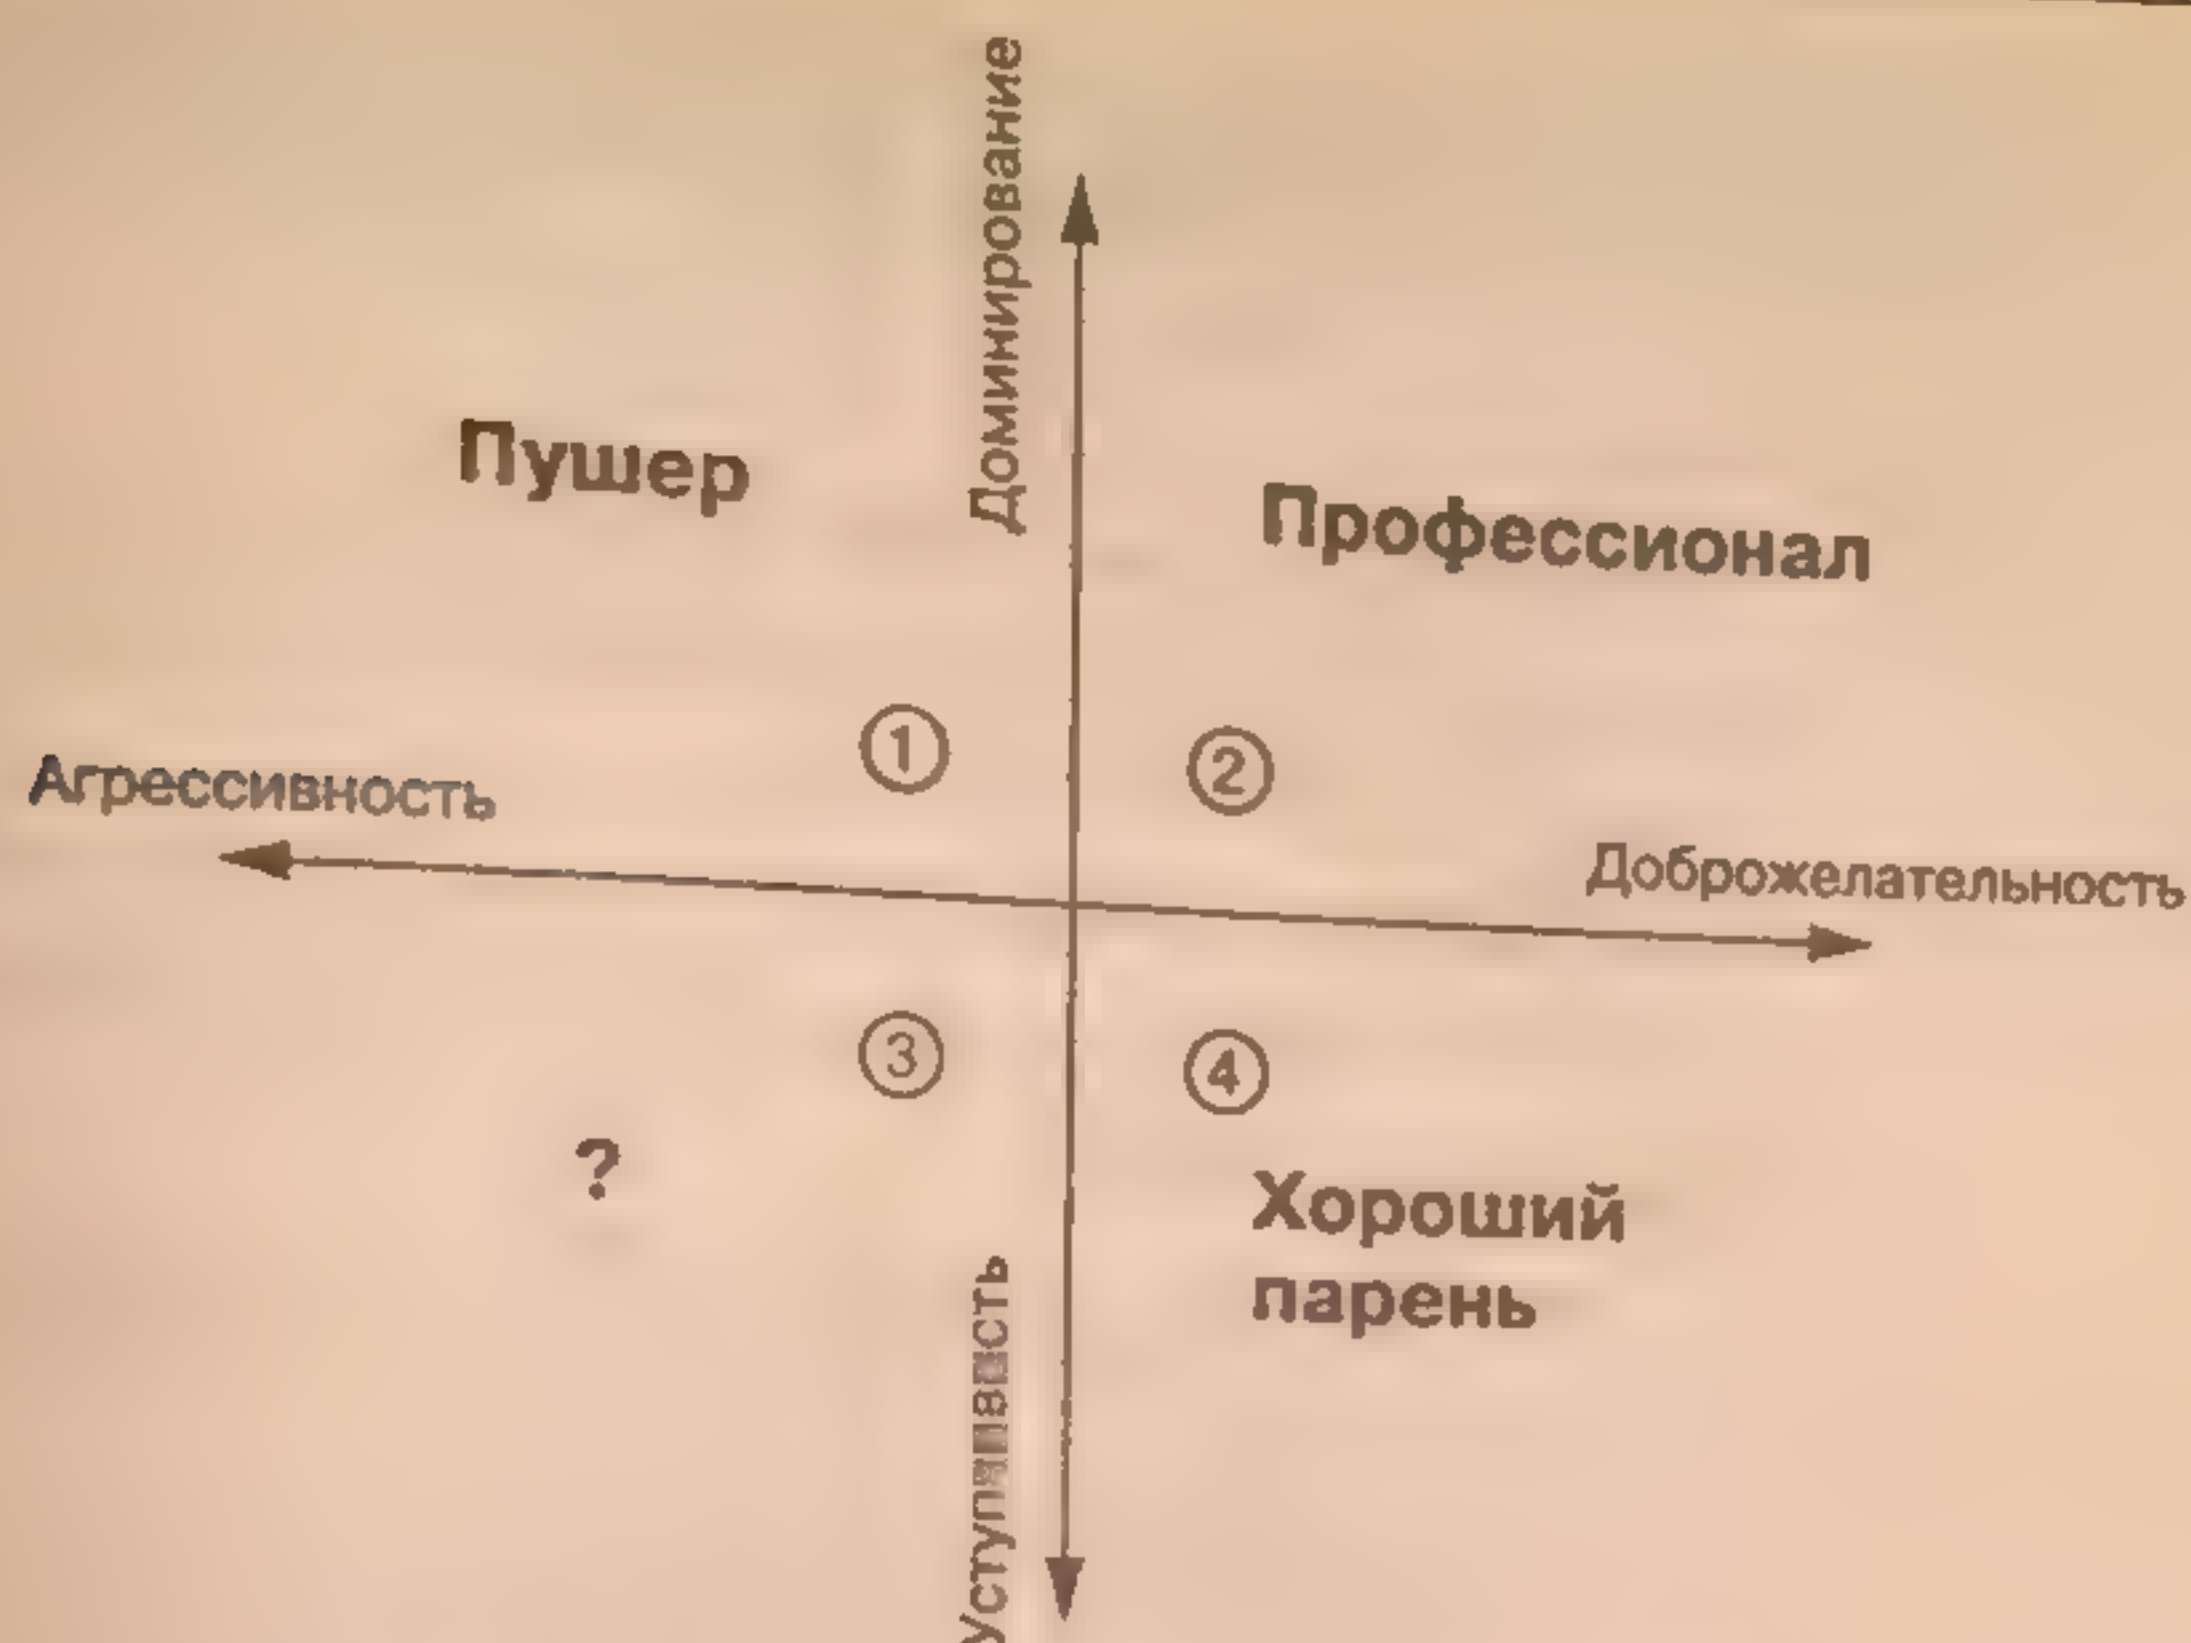 Доминирование
Пушер
Профессионал
1
2
Агрессивность
Доброжелательность
3
4
?
Хороший
парень